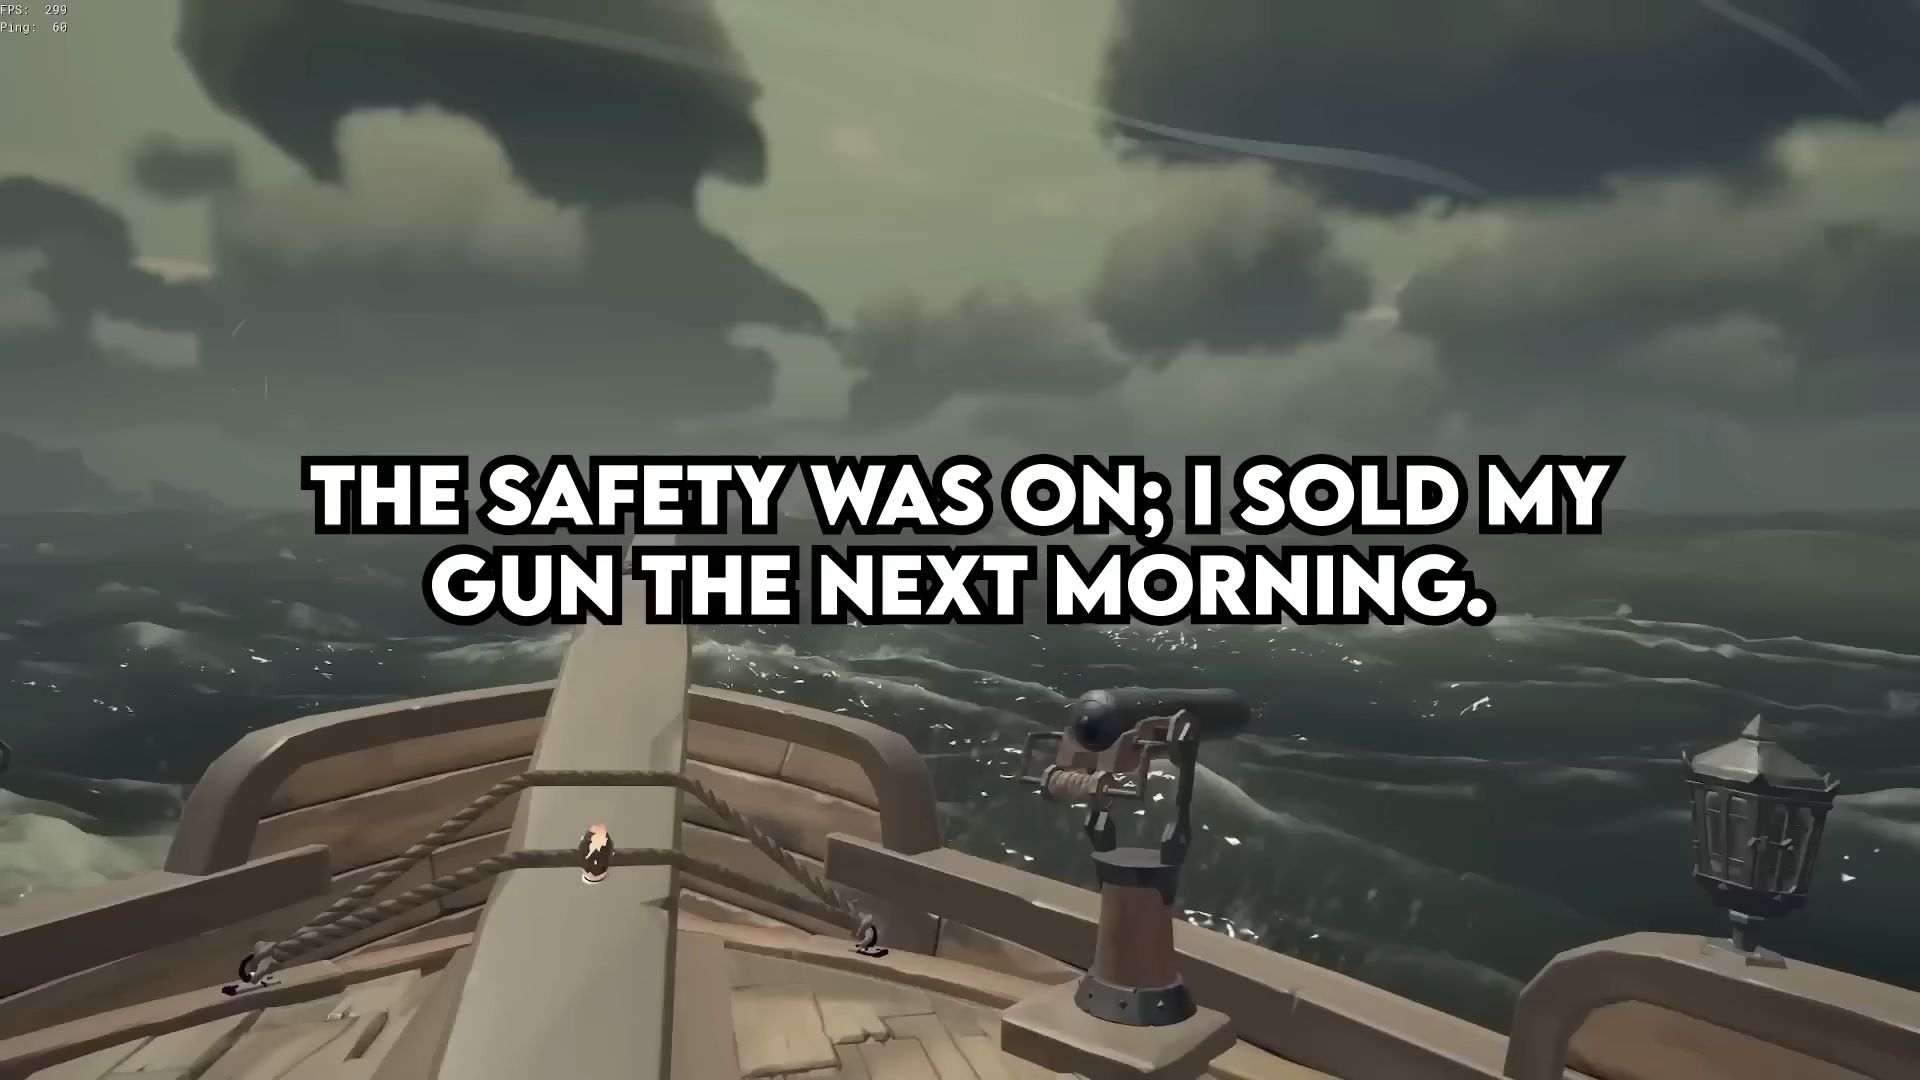 FPS: 299
Ping: 60
THE SAFETY WAS ON; I SOLD MY
GUN THE NEXT MORNING.